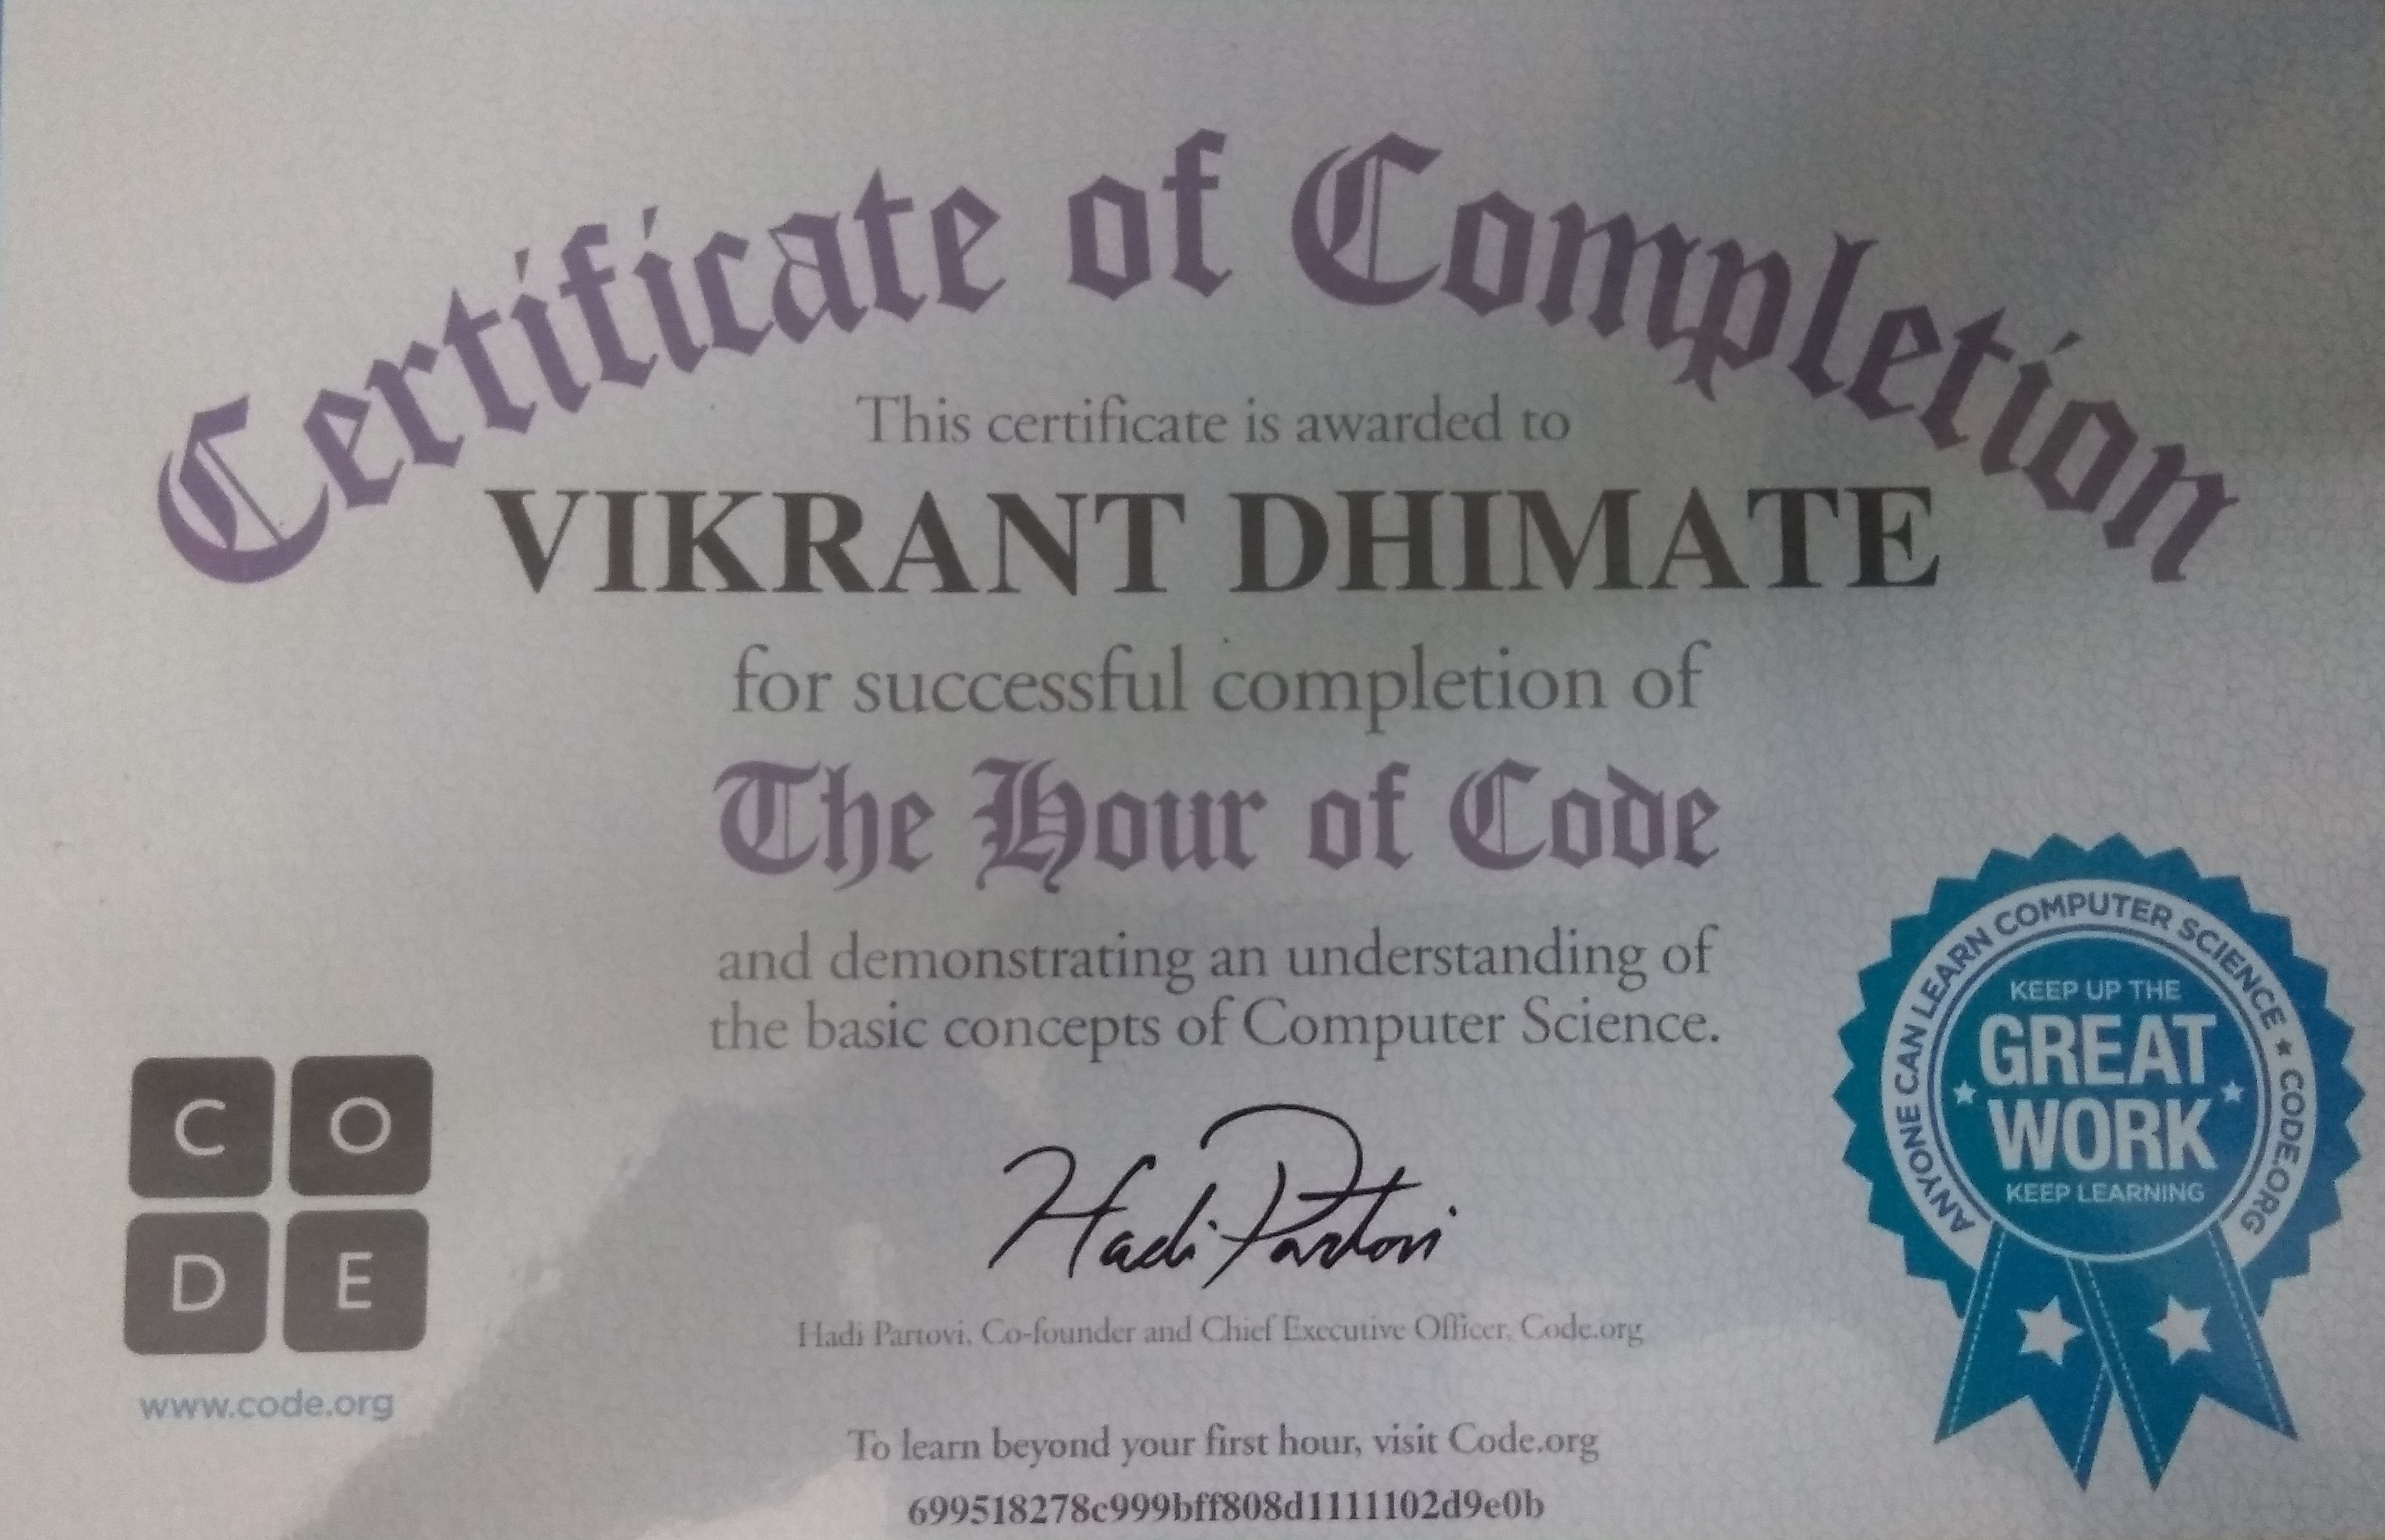 Certificate of Completion
This certificate is awarded to
VIKRANT DHIMATE
for successful completion of
The Hour of Code
and demonstrating an understanding of
the basic concepts of Computer Science.
C O
D E
www.code.org
Hadi Partovi
Hadi Partovi, Co-founder and Chief Executive Officer, Code.org
To learn beyond your first hour, visit Code.org
699518278c999bff808d1111102d9e0b
ANYONE CAN LEARN COMPUTER SCIENCE ★ CODE.ORG
KEEP UP THE
GREAT
WORK
KEEP LEARNING